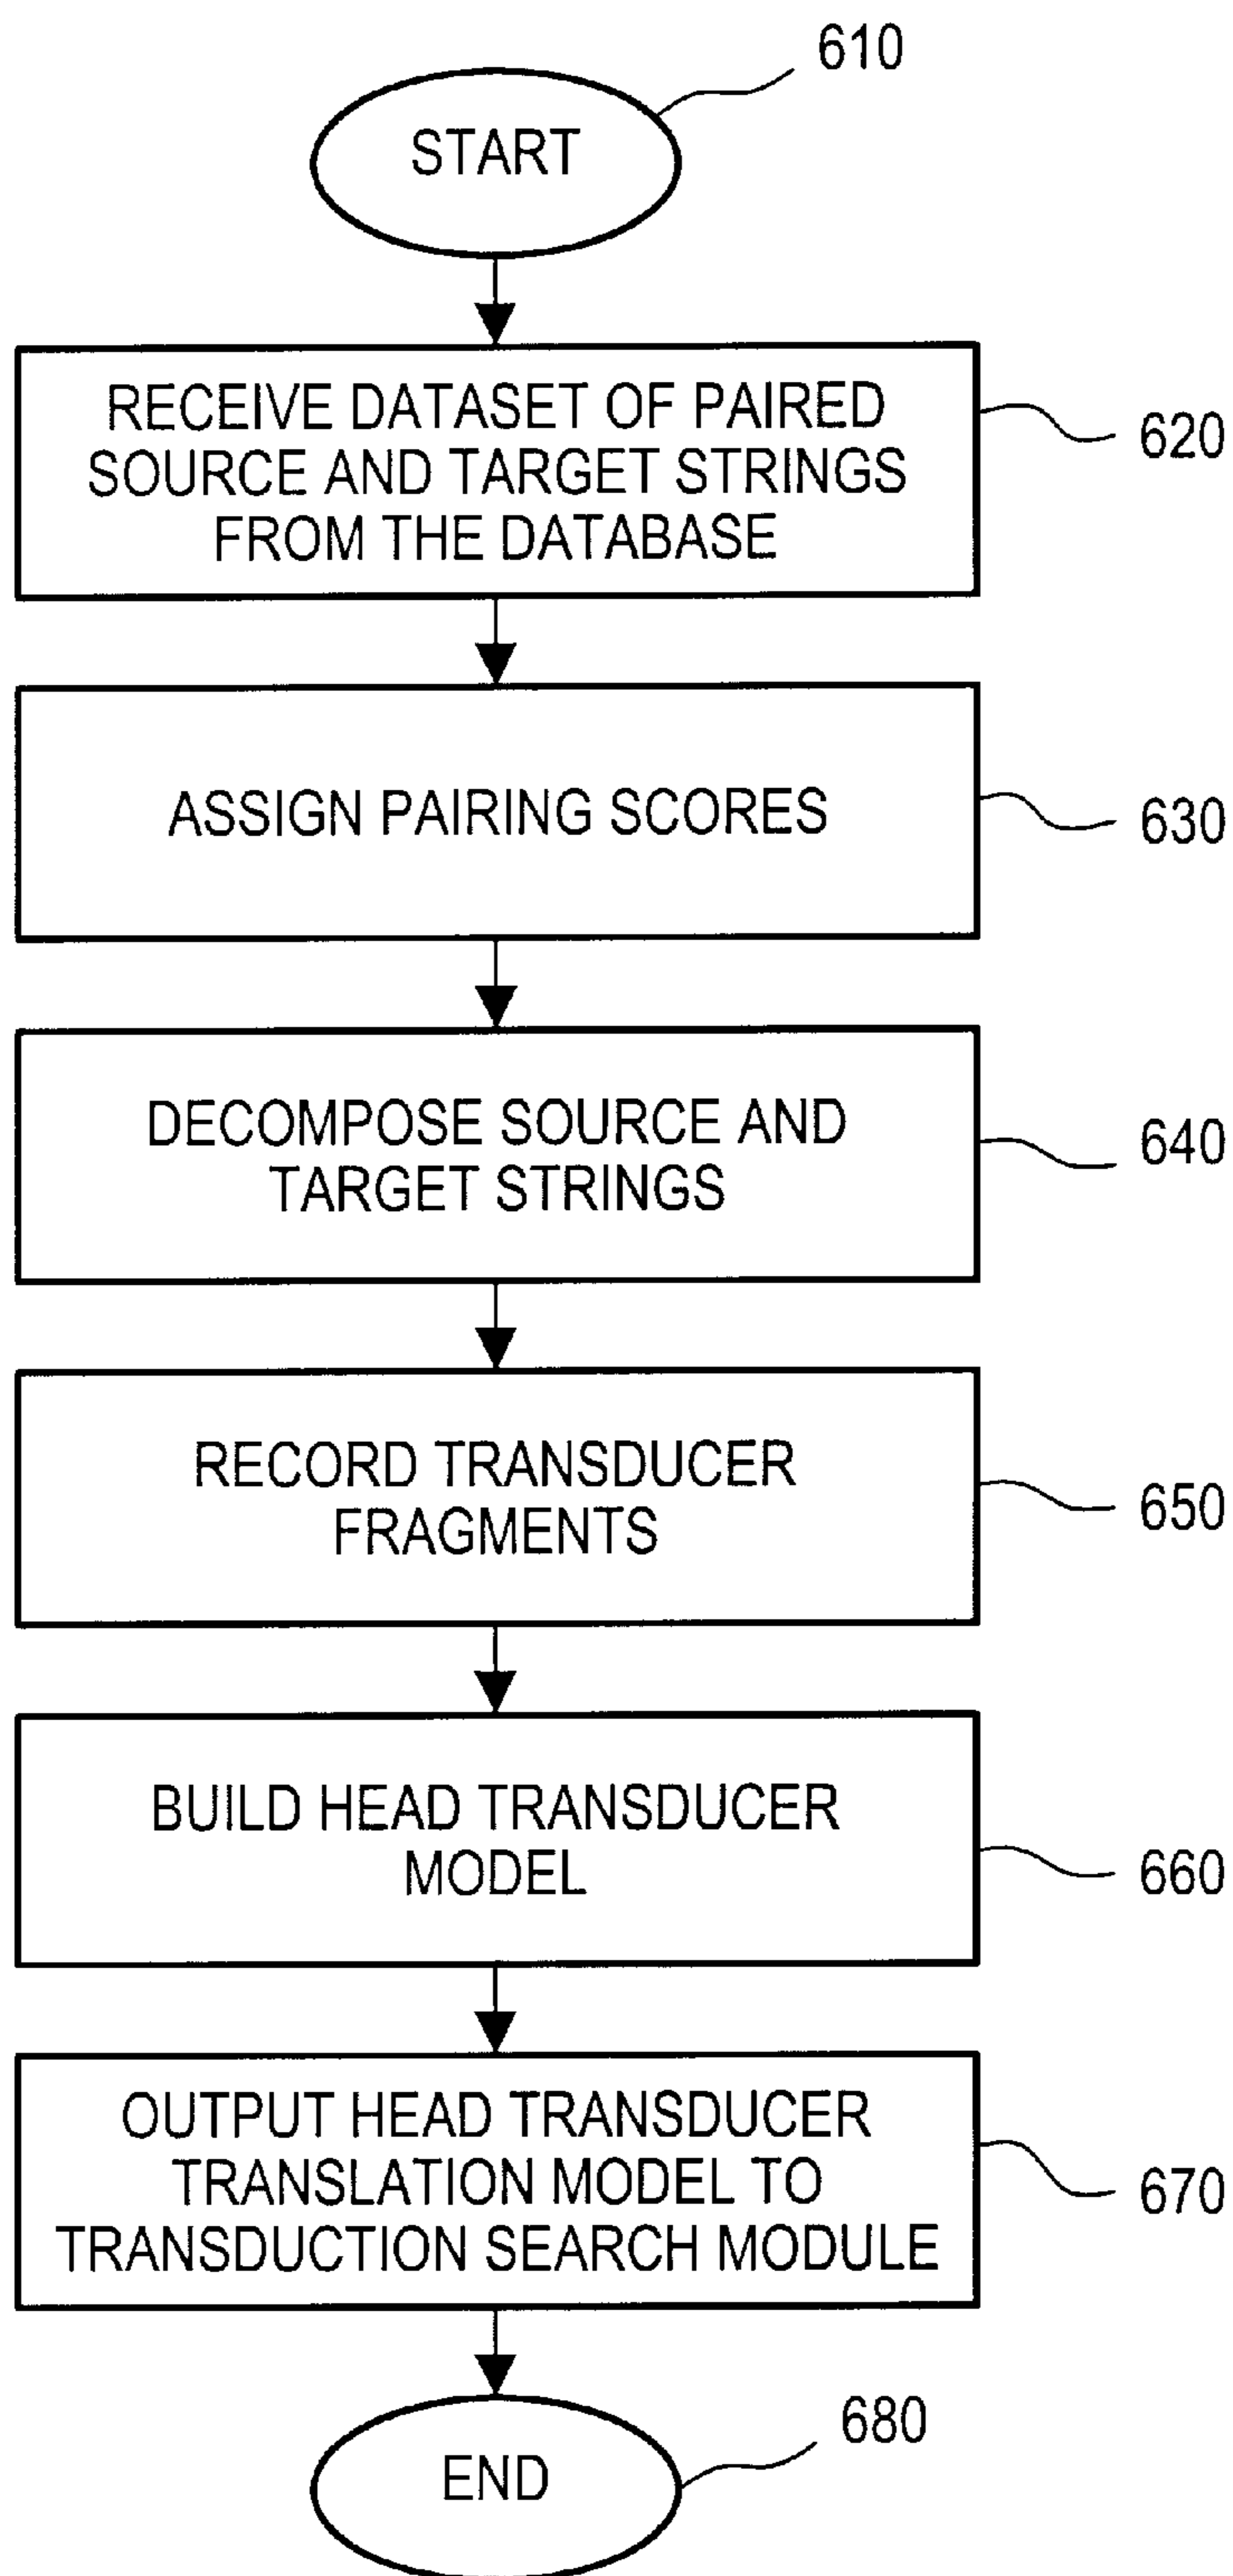 610
START
RECEIVE DATASET OF PAIRED
SOURCE AND TARGET STRINGS
FROM THE DATABASE
620
ASSIGN PAIRING SCORES
630
DECOMPOSE SOURCE AND
TARGET STRINGS
640
RECORD TRANSDUCER
FRAGMENTS
650
BUILD HEAD TRANSDUCER
MODEL
660
OUTPUT HEAD TRANSDUCER
TRANSLATION MODEL TO
TRANSDUCTION SEARCH MODULE
670
680
END